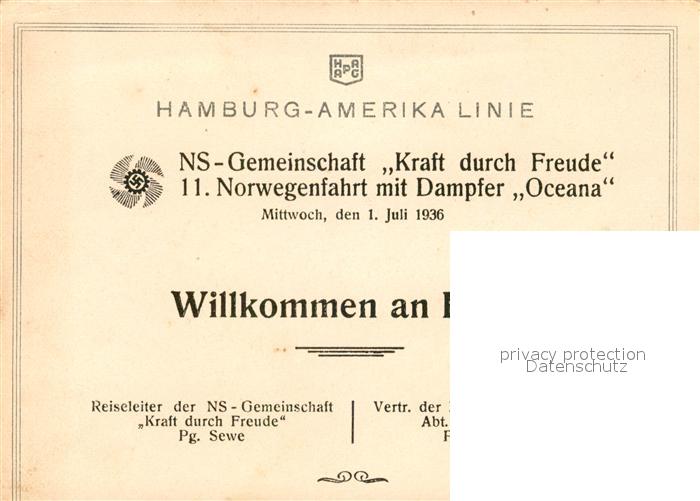 HAPAG
HAMBURG-AMERIKA LINIE
NS-Gemeinschaft „Kraft durch Freude“
11. Norwegenfahrt mit Dampfer „Oceana“
Mittwoch, den 1. Juli 1936
Willkommen an
privacy protection
Datenschutz
Reiseleiter der NS-Gemeinschaft
„Kraft durch Freude“
Pg. Sewe
Vertr. der
Abt.